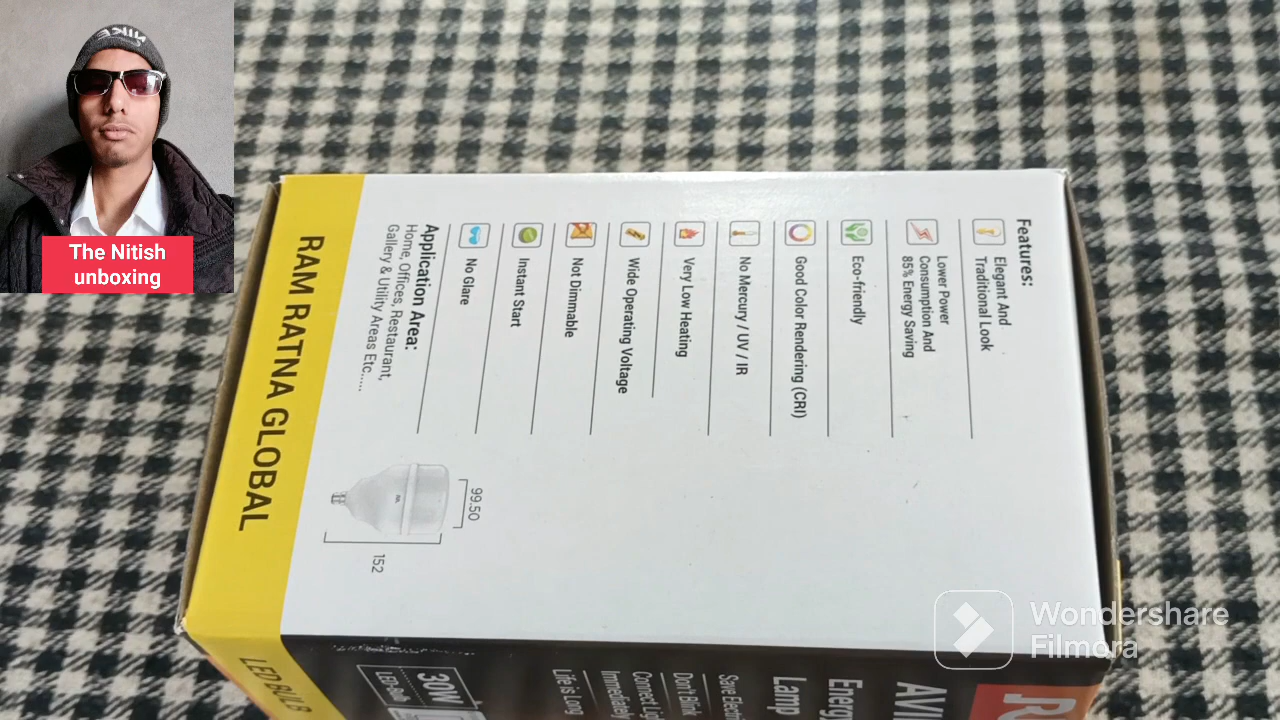 NIKE
The Nitish
unboxing
Features:
Elegant And
Traditional Look
Lower Power
Consumption And
85% Energy Saving
Eco-friendly
Good Color Rendering (CRI)
No Mercury / UV / IR
Very Low Heating
Wide Operating Voltage
Not Dimmable
Instant Start
No Glare
Application Area:
Home, Offices, Restaurant,
Gallery & Utility Areas Etc.....
99.50
152
RAM RATNA GLOBAL
Lamp
Don't Blink
Immediately
Life is Long
30W
LED BULB
Wondershare
Filmora